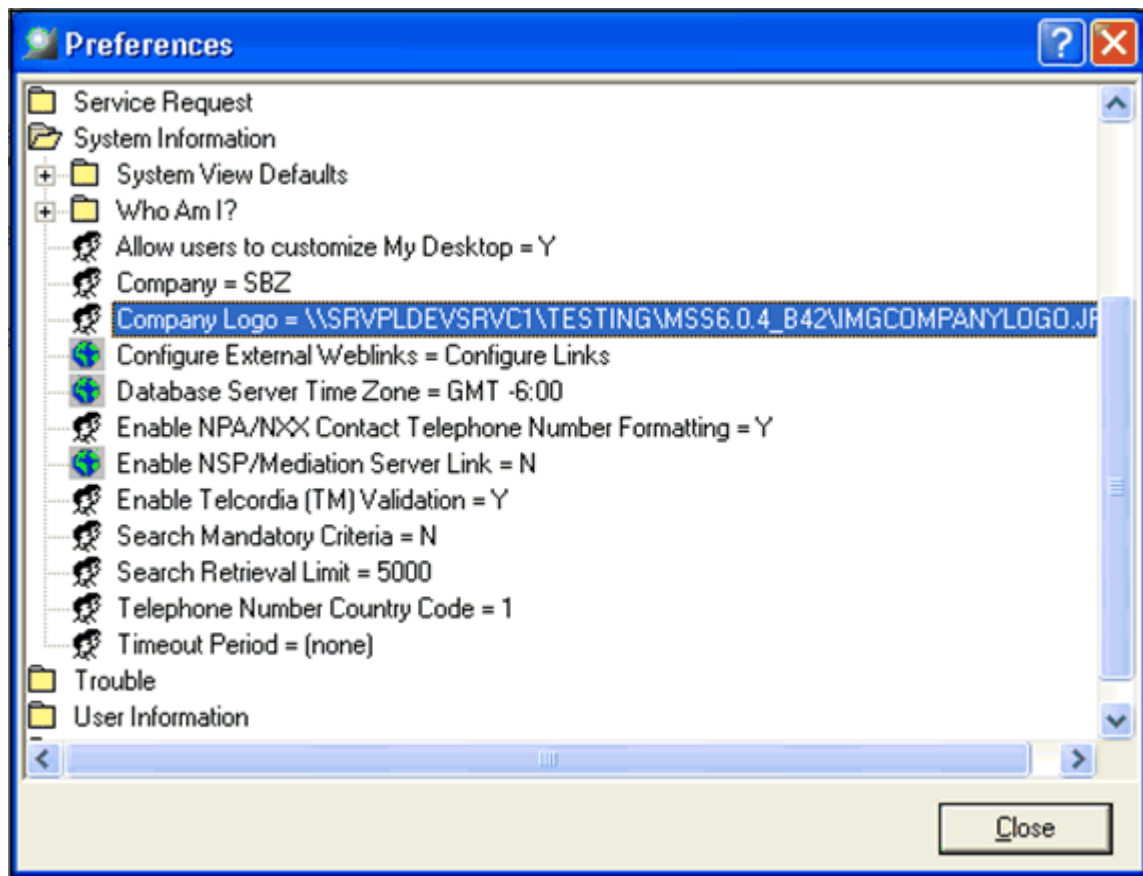 Preferences
Service Request
System Information
System View Defaults
Who Am I?
Allow users to customize My Desktop = Y
Company = SBZ
Company Logo = \\SRVPLDEVSRVC1\TESTING\MSS6.0.4_B42\IMGCOMPANYLOGO.JP
Configure External Weblinks = Configure Links
Database Server Time Zone = GMT -6:00
Enable NPA/NXX Contact Telephone Number Formatting = Y
Enable NSP/Mediation Server Link = N
Enable Telcordia (TM) Validation = Y
Search Mandatory Criteria = N
Search Retrieval Limit = 5000
Telephone Number Country Code = 1
Timeout Period = (none)
Trouble
User Information
Close